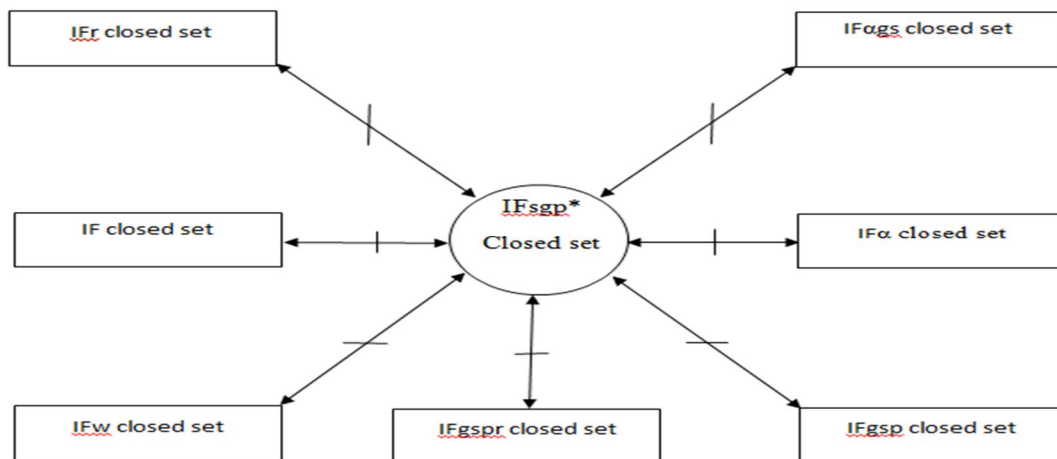 IFr closed set
IFαgs closed set
IFsgp*
Closed set
IF closed set
IFα closed set
IFw closed set
IFgspr closed set
IFgsp closed set